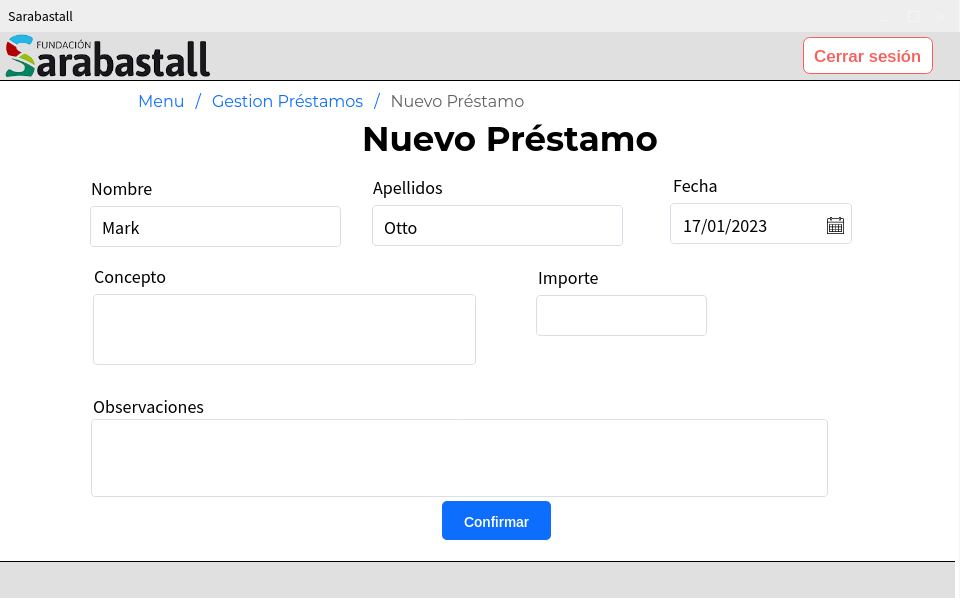 Sarabastall
FUNDACIÓN
Sarabastall
Cerrar sesión
Menu / Gestion Préstamos / Nuevo Préstamo
Nuevo Préstamo
Nombre Apellidos Fecha
Mark Otto 17/01/2023
Concepto Importe
Observaciones
Confirmar